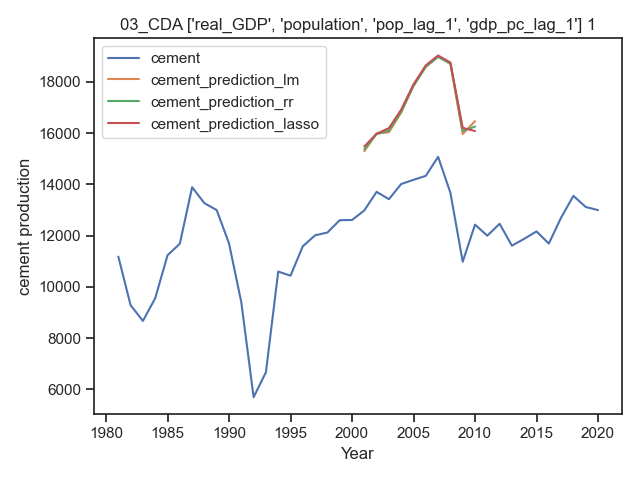 03_CDA ['real_GDP', 'population', 'pop_lag_1', 'gdp_pc_lag_1'] 1
cement
cement_prediction_lm
cement_prediction_rr
cement_prediction_lasso
cement production
18000
16000
14000
12000
10000
8000
6000
1980 1985 1990 1995 2000 2005 2010 2015 2020
Year